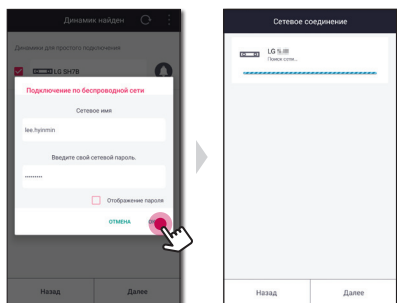 Динамик найден
Динамики для простого подключения
LG SH7B
Подключение по беспроводной сети
Сетевое имя
lee.hyinmin
Введите свой сетевой пароль.
•••••••••
Отображение пароля
ОТМЕНА
Назад Далее
Сетевое соединение
LG
Поиск сети...
Назад Далее